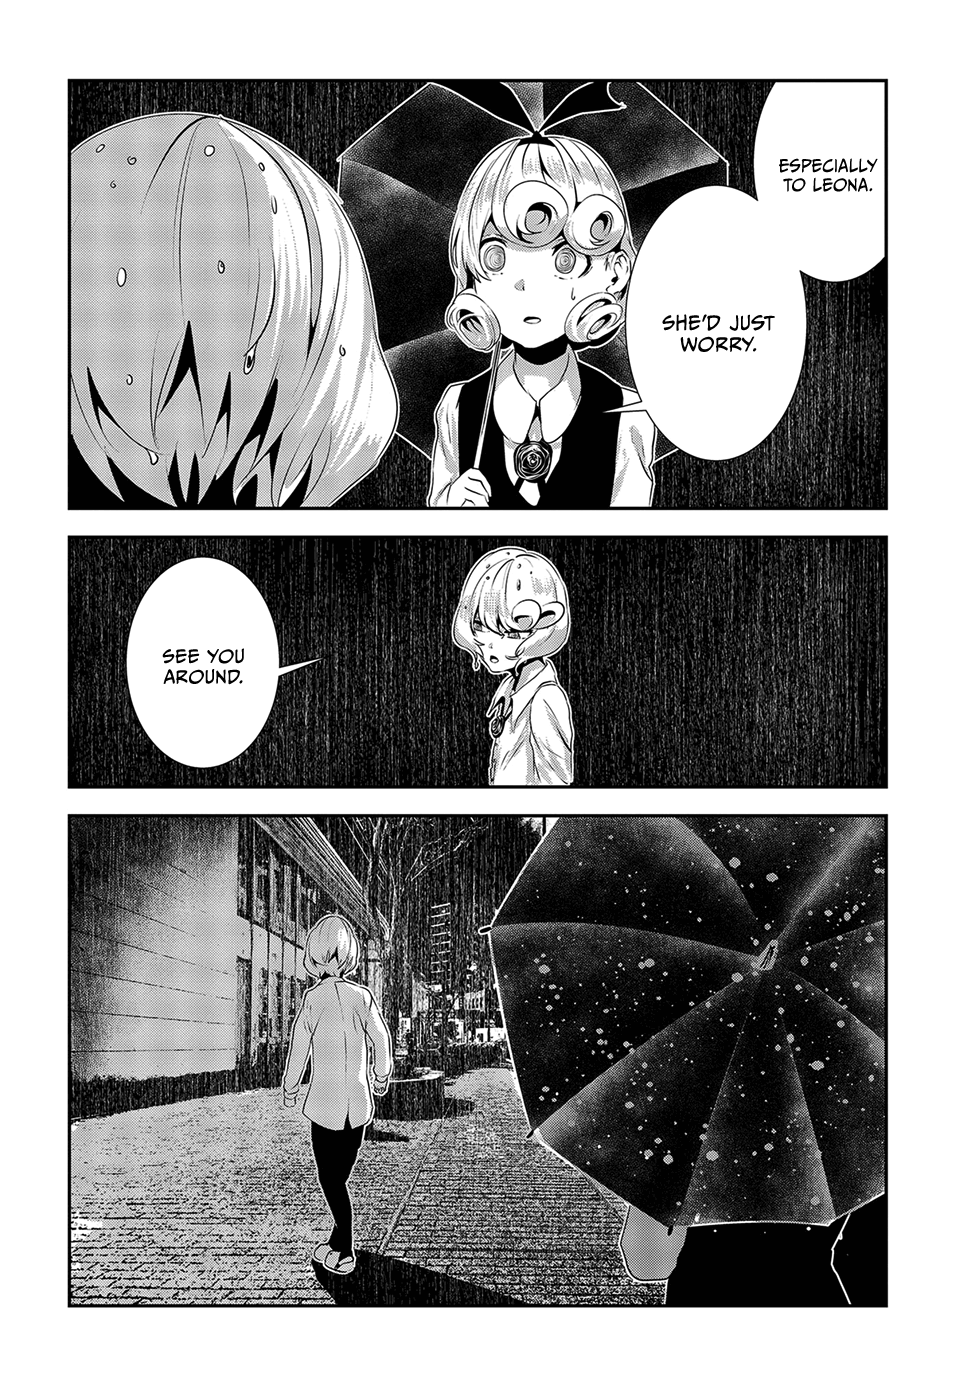 ESPECIALLY
TO LEONA.
SHE'D JUST
WORRY.
SEE YOU
AROUND.